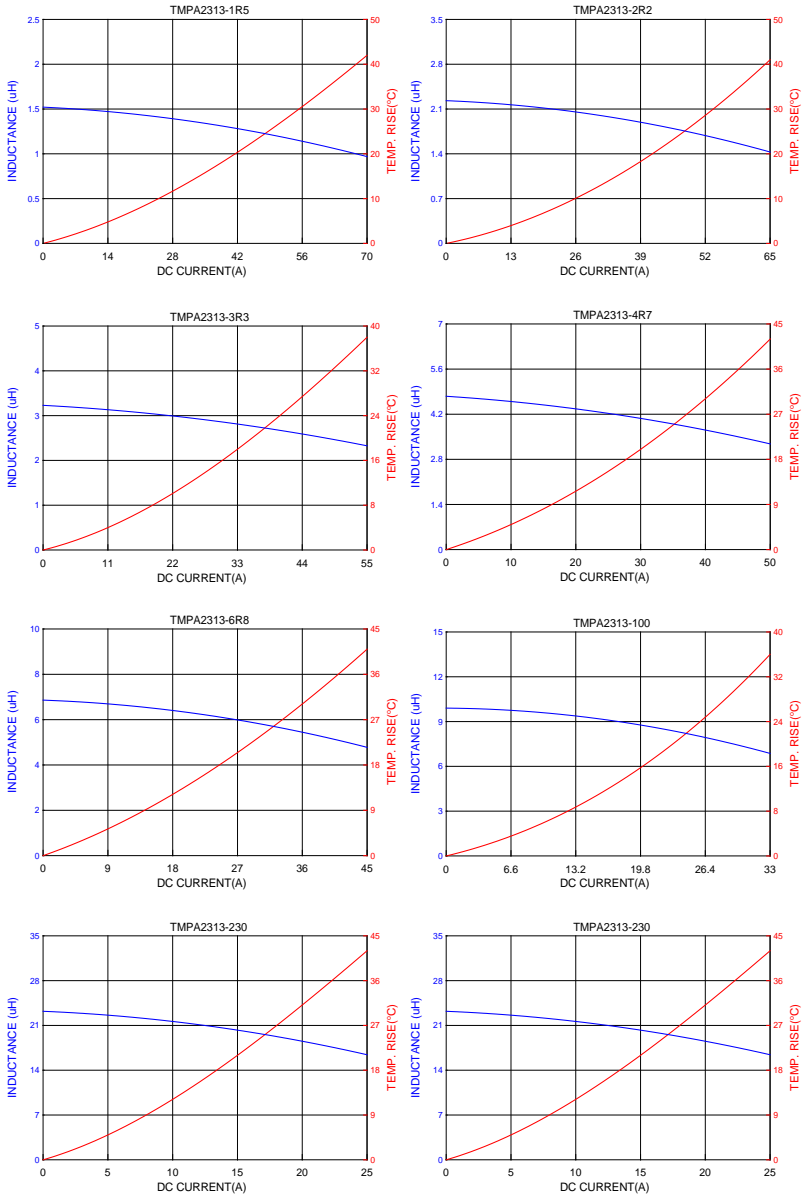 TMPA2313-1R5
INDUCTANCE (uH)
2.5
2
1.5
1
0.5
0
50
40
30
20
10
0
TEMP. RISE(°C)
0 14 28 42 56 70
DC CURRENT(A)
TMPA2313-2R2
INDUCTANCE (uH)
3.5
2.8
2.1
1.4
0.7
0
50
40
30
20
10
0
TEMP. RISE(°C)
0 13 26 39 52 65
DC CURRENT(A)
TMPA2313-3R3
INDUCTANCE (uH)
5
4
3
2
1
0
40
32
24
16
8
0
TEMP. RISE(°C)
0 11 22 33 44 55
DC CURRENT(A)
TMPA2313-4R7
INDUCTANCE (uH)
7
5.6
4.2
2.8
1.4
0
45
36
27
18
9
0
TEMP. RISE(°C)
0 10 20 30 40 50
DC CURRENT(A)
TMPA2313-6R8
INDUCTANCE (uH)
10
8
6
4
2
0
45
36
27
18
9
0
TEMP. RISE(°C)
0 9 18 27 36 45
DC CURRENT(A)
TMPA2313-100
INDUCTANCE (uH)
15
12
9
6
3
0
40
32
24
16
8
0
TEMP. RISE(°C)
0 6.6 13.2 19.8 26.4 33
DC CURRENT(A)
TMPA2313-230
INDUCTANCE (uH)
35
28
21
14
7
0
45
36
27
18
9
0
TEMP. RISE(°C)
0 5 10 15 20 25
DC CURRENT(A)
TMPA2313-230
INDUCTANCE (uH)
35
28
21
14
7
0
45
36
27
18
9
0
TEMP. RISE(°C)
0 5 10 15 20 25
DC CURRENT(A)